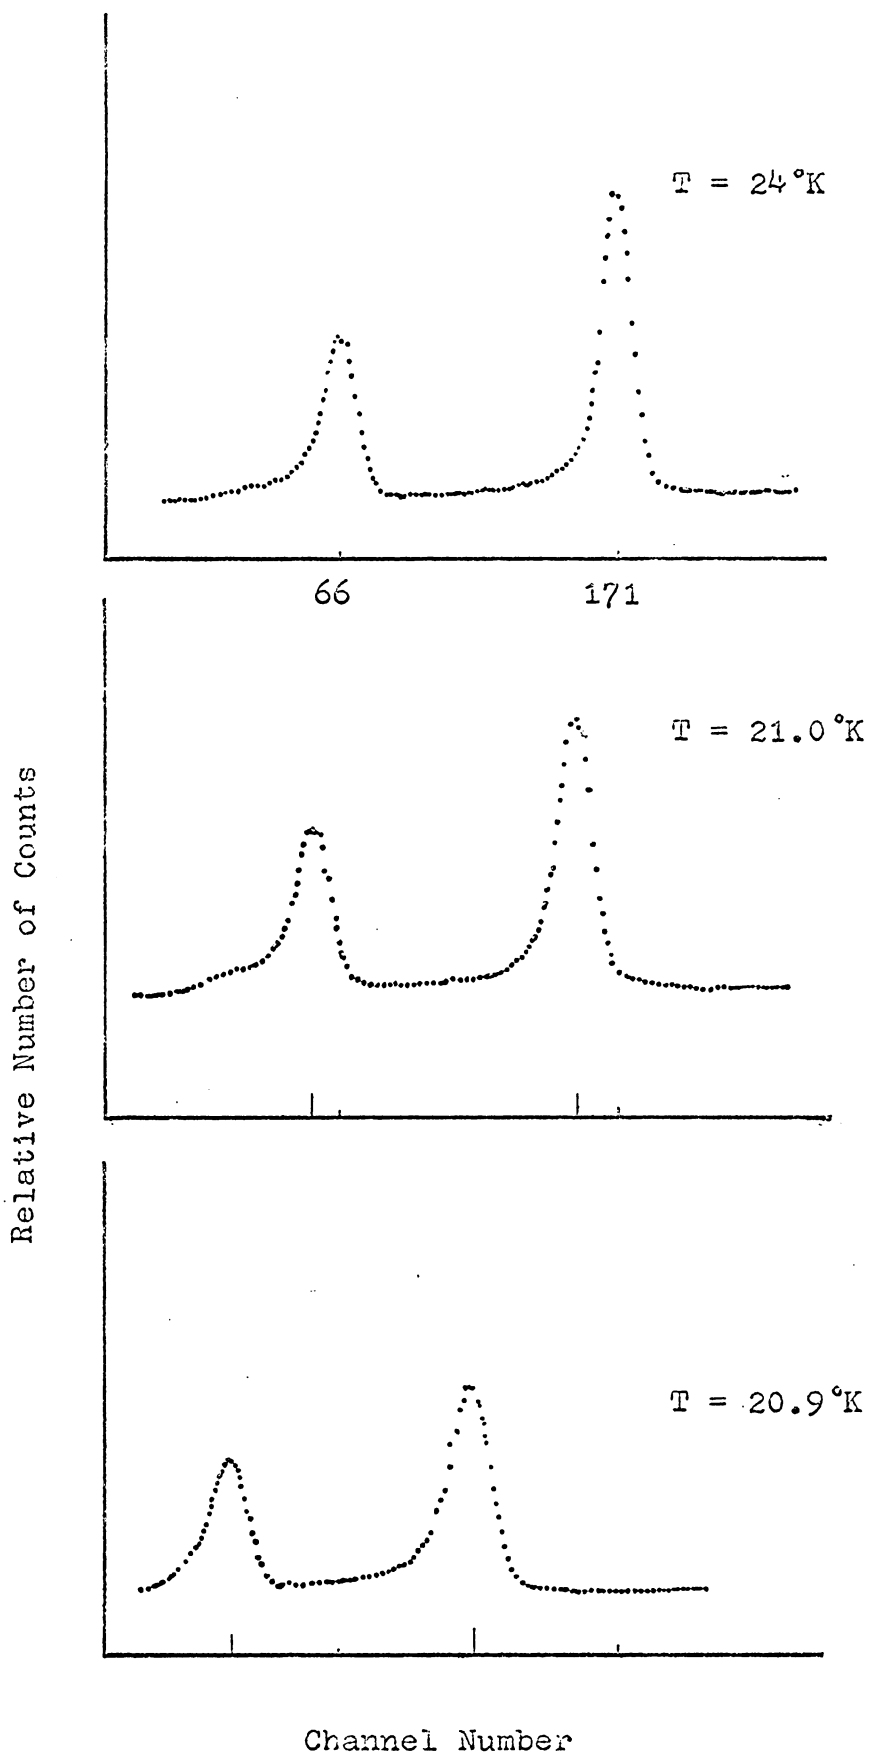 T = 24°K
66 171
T = 21.0°K
Relative Number of Counts
T = 20.9°K
Channel Number